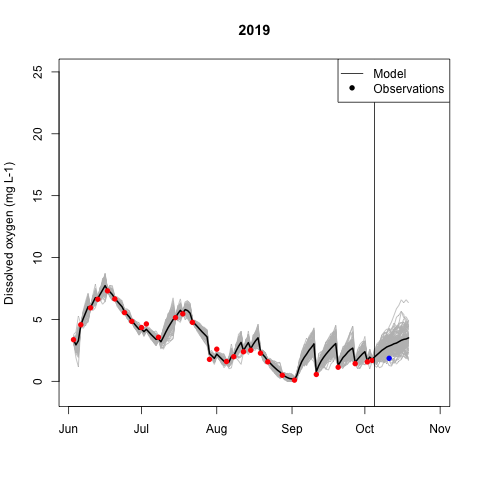 2019
Model
Observations
Dissolved oxygen (mg L-1)
25
20
15
10
5
0
Jun Jul Aug Sep Oct Nov